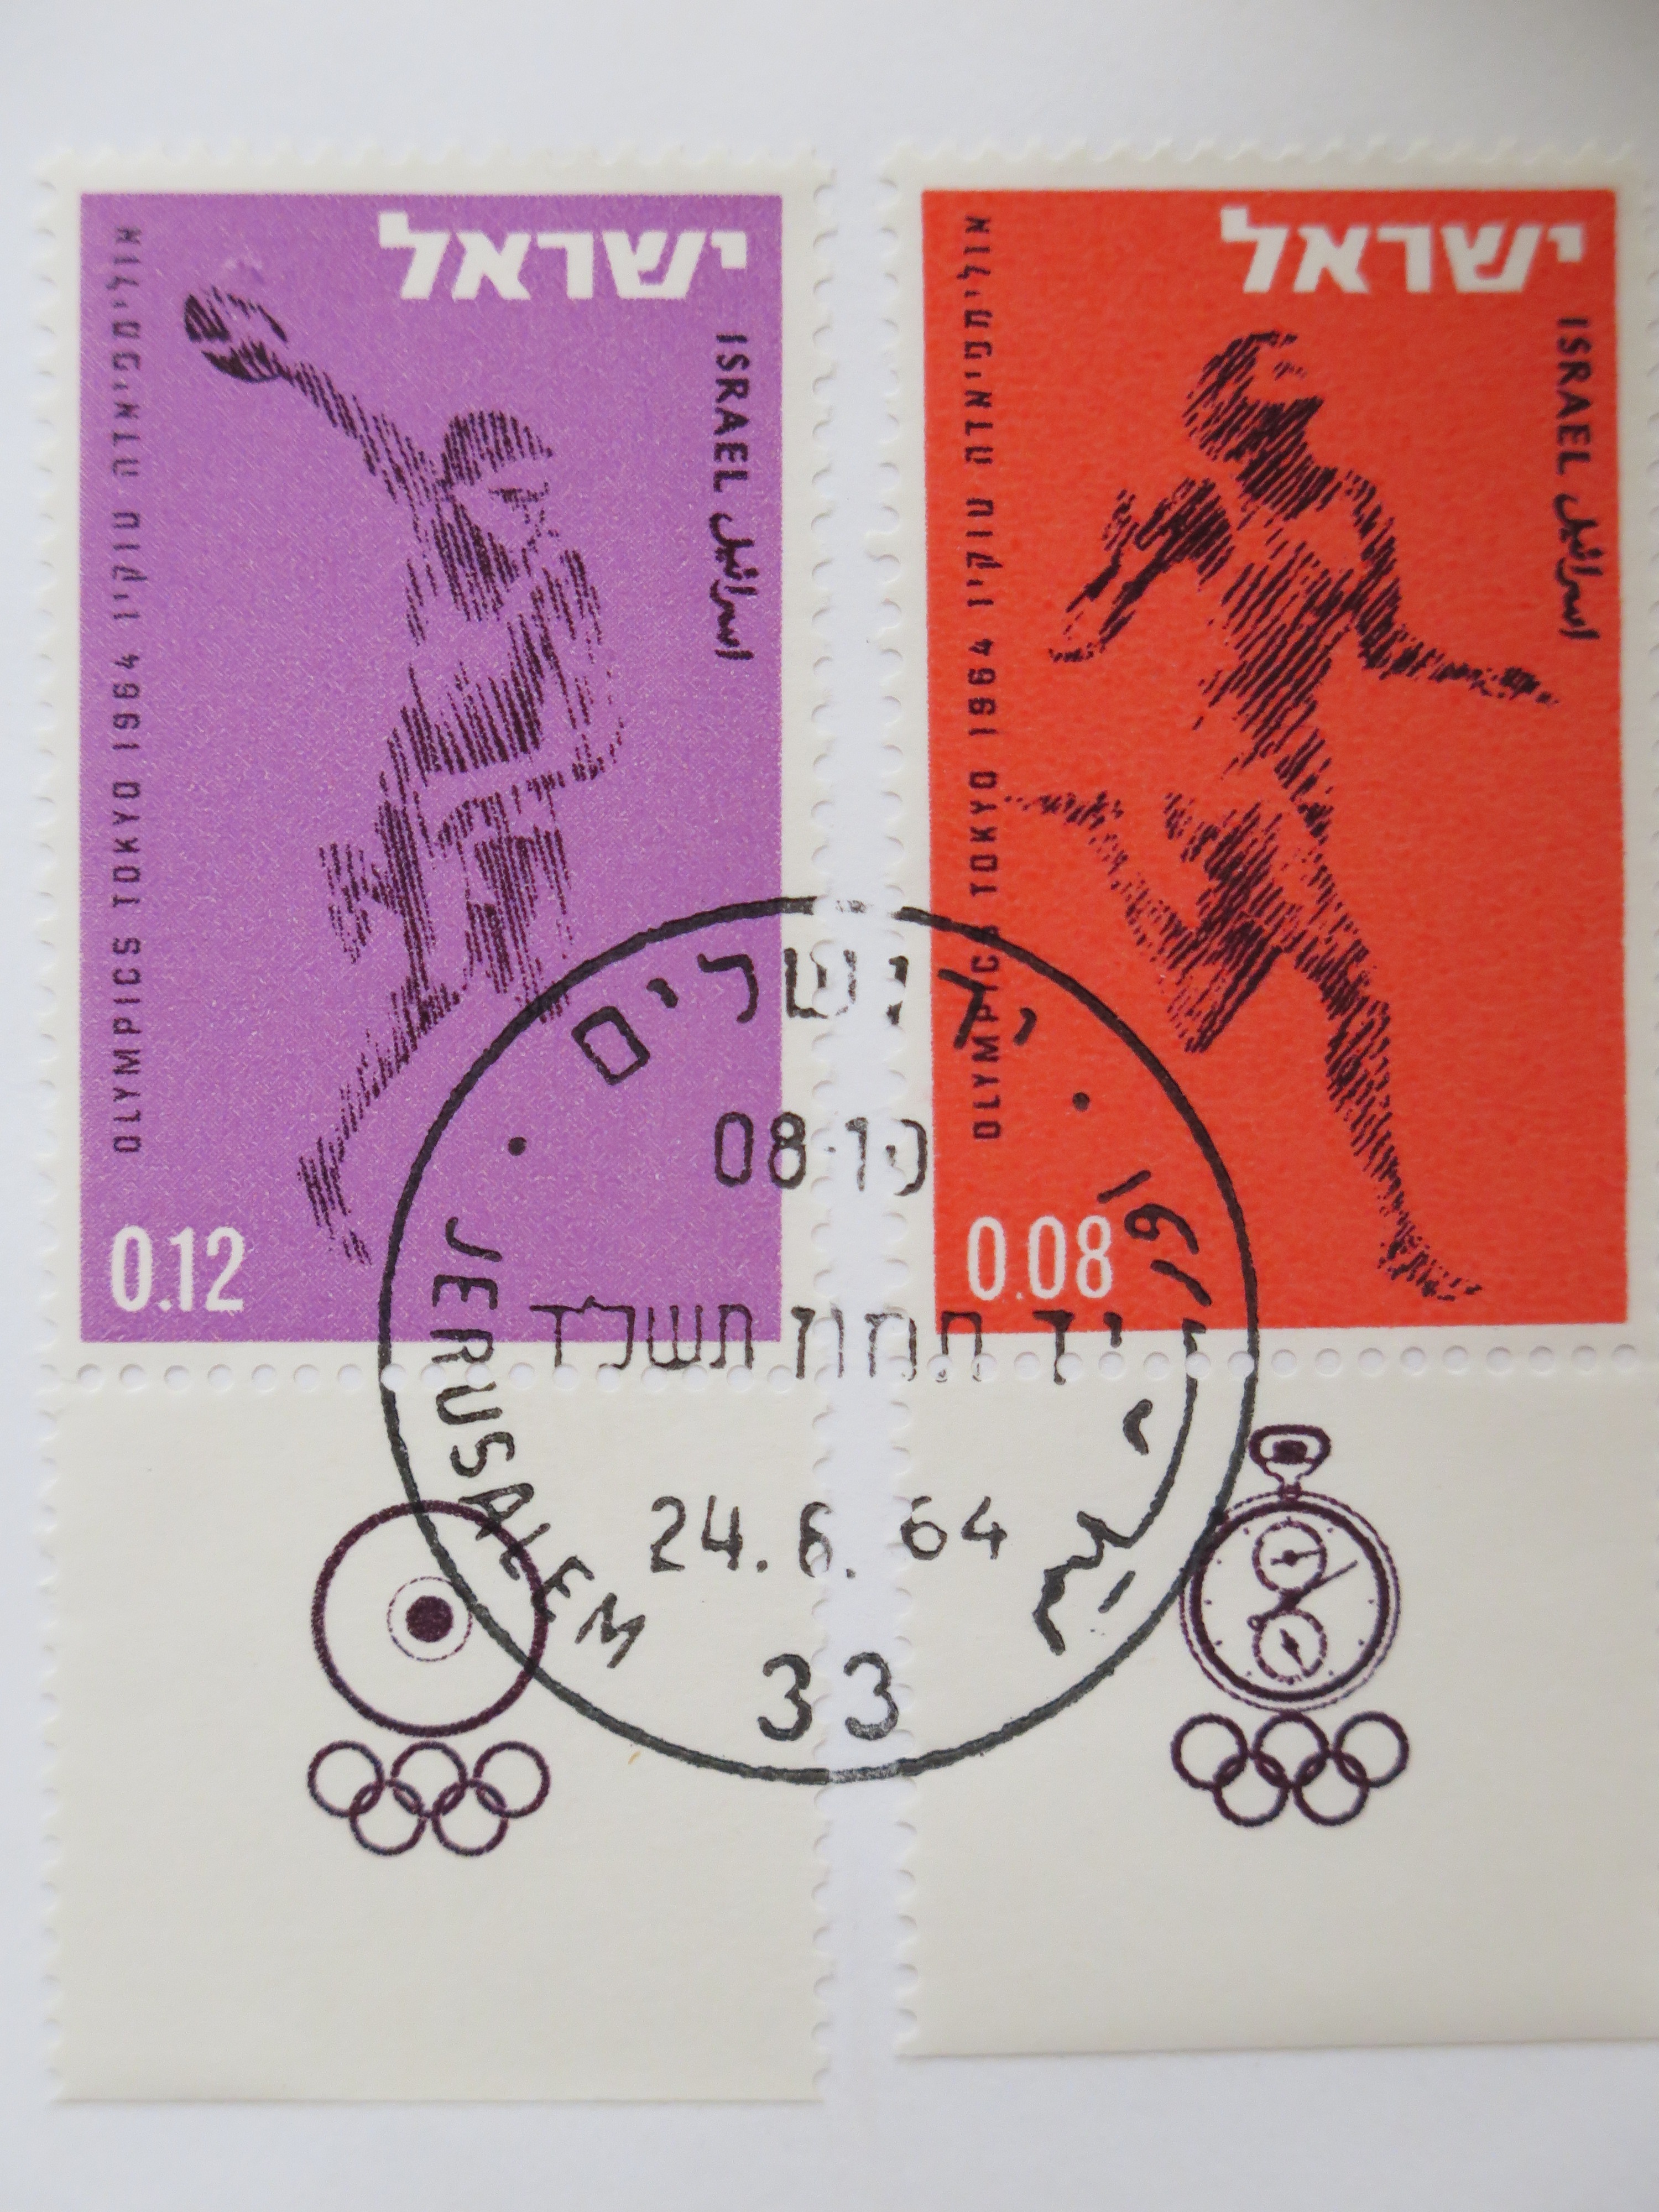 ישראל
ISRAEL اسرائيل
OLYMPICS TOKYO 1964 אולימפיאדה טוקיו
0.12
ישראל
ISRAEL اسرائيل
OLYMPICS TOKYO 1964 אולימפיאדה טוקיו
0.08
ירושלים
08-10
יד תמוז תשכ'ד
24.6.64
33
JERUSALEM